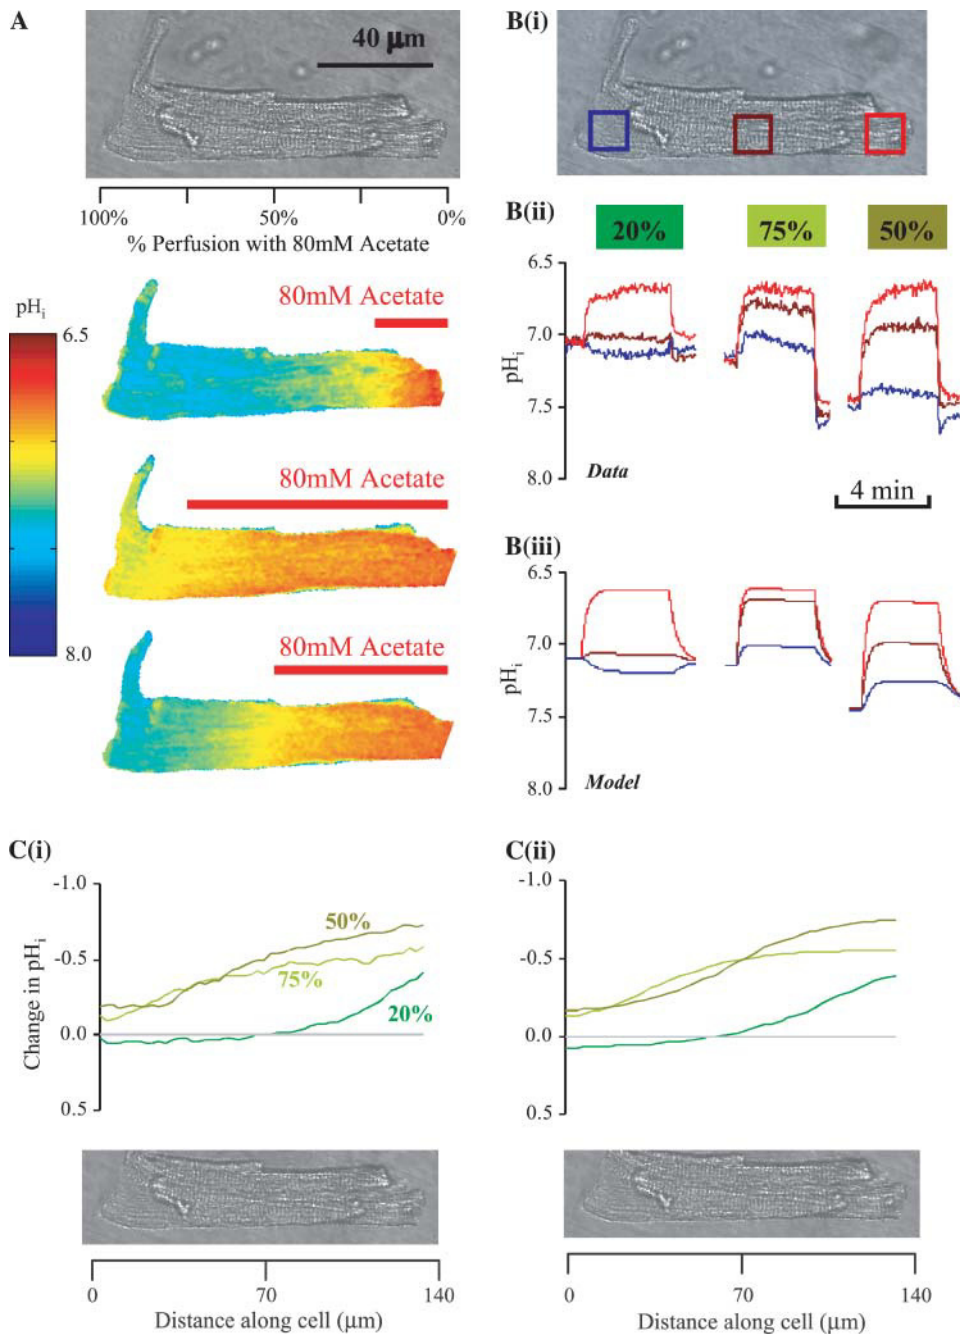 A
40 μm
100%
50%
0%
% Perfusion with 80mM Acetate
pHi
6.5
8.0
80mM Acetate
80mM Acetate
80mM Acetate
B(i)
B(ii)
20%
75%
50%
6.5
7.0
7.5
8.0
pHi
Data
4 min
B(iii)
6.5
7.0
7.5
8.0
pHi
Model
C(i)
-1.0
-0.5
0.0
0.5
Change in pHi
50%
75%
20%
0
70
140
Distance along cell (μm)
C(ii)
-1.0
-0.5
0.0
0.5
0
70
140
Distance along cell (μm)